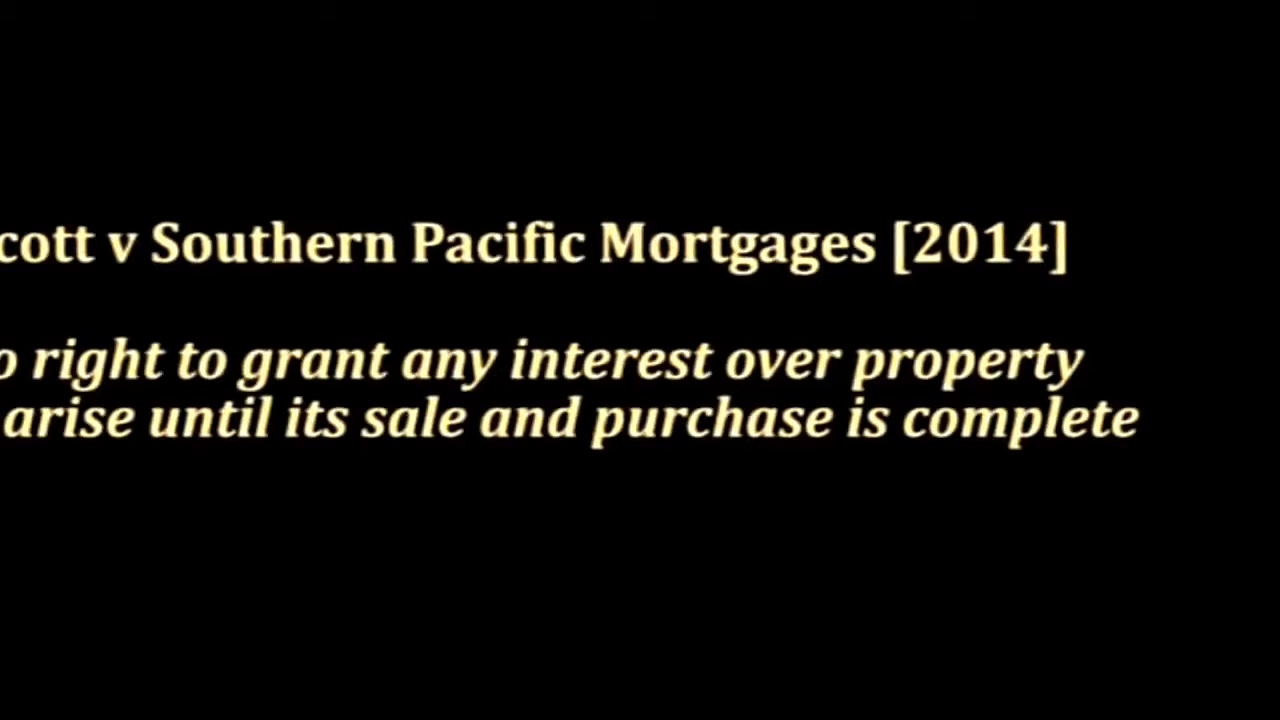 cott v Southern Pacific Mortgages [2014]
o right to grant any interest over property
arise until its sale and purchase is complete